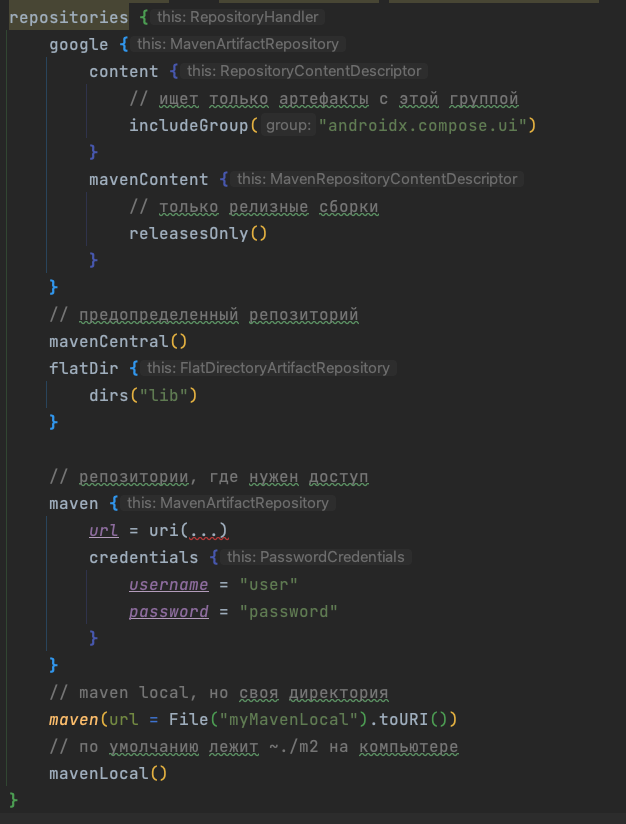 repositories { this: RepositoryHandler
google { this: MavenArtifactRepository
content { this: RepositoryContentDescriptor
// ищет только артефакты с этой группой
includeGroup( group: "androidx.compose.ui")
}
mavenContent { this: MavenRepositoryContentDescriptor
// только релизные сборки
releasesOnly()
}
}
// предопределенный репозиторий
mavenCentral()
flatDir { this: FlatDirectoryArtifactRepository
dirs("lib")
}
// репозитории, где нужен доступ
maven { this: MavenArtifactRepository
url = uri(...)
credentials { this: PasswordCredentials
username = "user"
password = "password"
}
}
// maven local, но своя директория
maven(url = File("myMavenLocal").toURI())
// по умолчанию лежит ~./m2 на компьютере
mavenLocal()
}